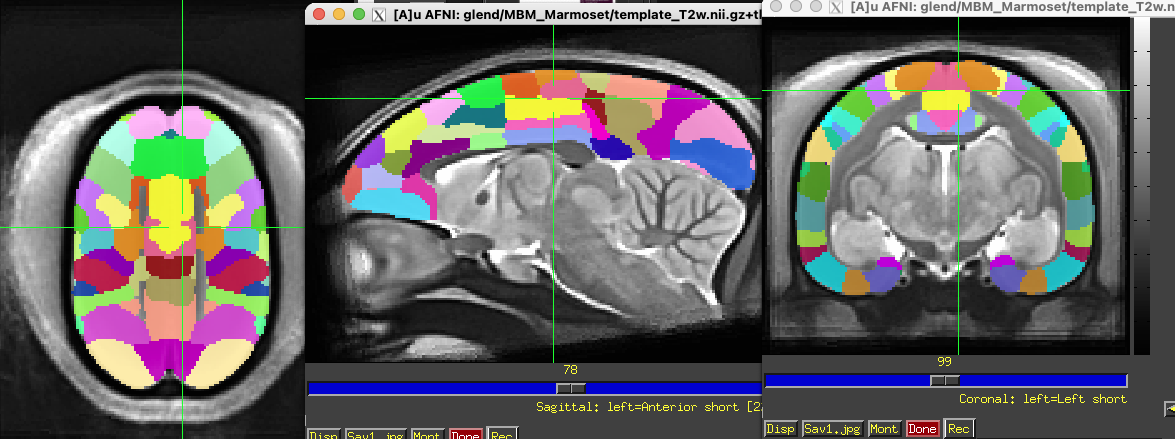 X [A]u AFNI: glend/MBM_Marmoset/template_T2w.nii.gz+tl
X [A]u AFNI: glend/MBM_Marmoset/template_T2w.n
78
Sagittal: left=Anterior short [2
Disp Sav1.jpg Mont Done Rec
99
Coronal: left=Left short
Disp Sav1.jpg Mont Done Rec